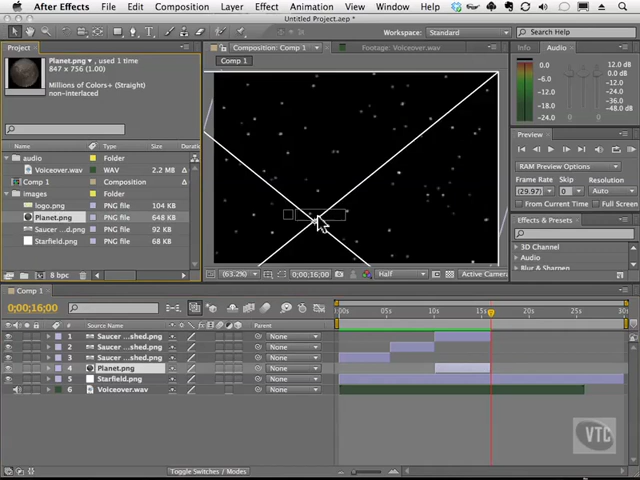 After Effects File Edit Composition Layer Effect Animation View Window Help
Untitled Project.aep *
Workspace: Standard Search Help
Project Composition: Comp 1 Footage: Voiceover.wav Info Audio
Planet.png , used 1 time
847 x 756 (1.00)
Millions of Colors+ (Straight)
non-interlaced
Comp 1
0.0 12.0 dB
-6.0 0.0 dB
-12.0 -12.0
-18.0 -24.0
-24.0 -36.0
-48.0 dB
Preview
RAM Preview Options
Frame Rate Skip Resolution
(29.97) 0 Auto
From Current Time Full
Effects & Presets
3D Channel
Audio
Blur & Sharpen
Name Type Size Duratio
audio Folder
Voiceover.wav WAV 2.2 MB
Comp 1 Composition
images Folder
logo.png PNG file 104 KB
Planet.png PNG file 648 KB
Saucer ...d.png PNG file 92 KB
Starfield.png PNG file 68 KB
8 bpc
(63.2%) 0;00;16;00 Half Active Camera
Comp 1
0;00;16;00
# Source Name Parent
:00s 05s 10s 15s 20s 25s 30s
1 Saucer ...shed.png None
2 Saucer ...shed.png None
3 Saucer ...shed.png None
4 Planet.png None
5 Starfield.png None
6 Voiceover.wav None
VTC
Toggle Switches / Modes